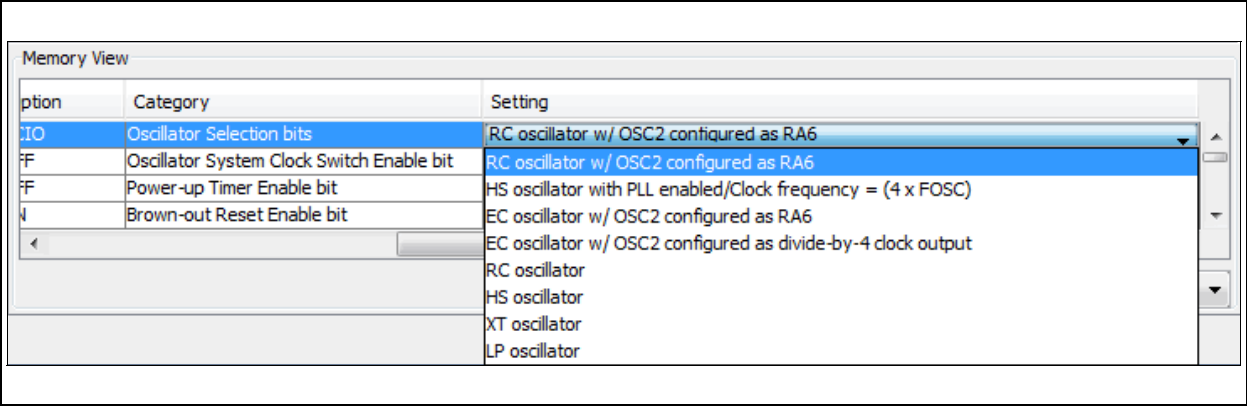 Memory View
ption Category Setting
CIO Oscillator Selection bits RC oscillator w/ OSC2 configured as RA6
FF Oscillator System Clock Switch Enable bit RC oscillator w/ OSC2 configured as RA6
FF Power-up Timer Enable bit HS oscillator with PLL enabled/Clock frequency = (4 x FOSC)
N Brown-out Reset Enable bit EC oscillator w/ OSC2 configured as RA6
EC oscillator w/ OSC2 configured as divide-by-4 clock output
RC oscillator
HS oscillator
XT oscillator
LP oscillator